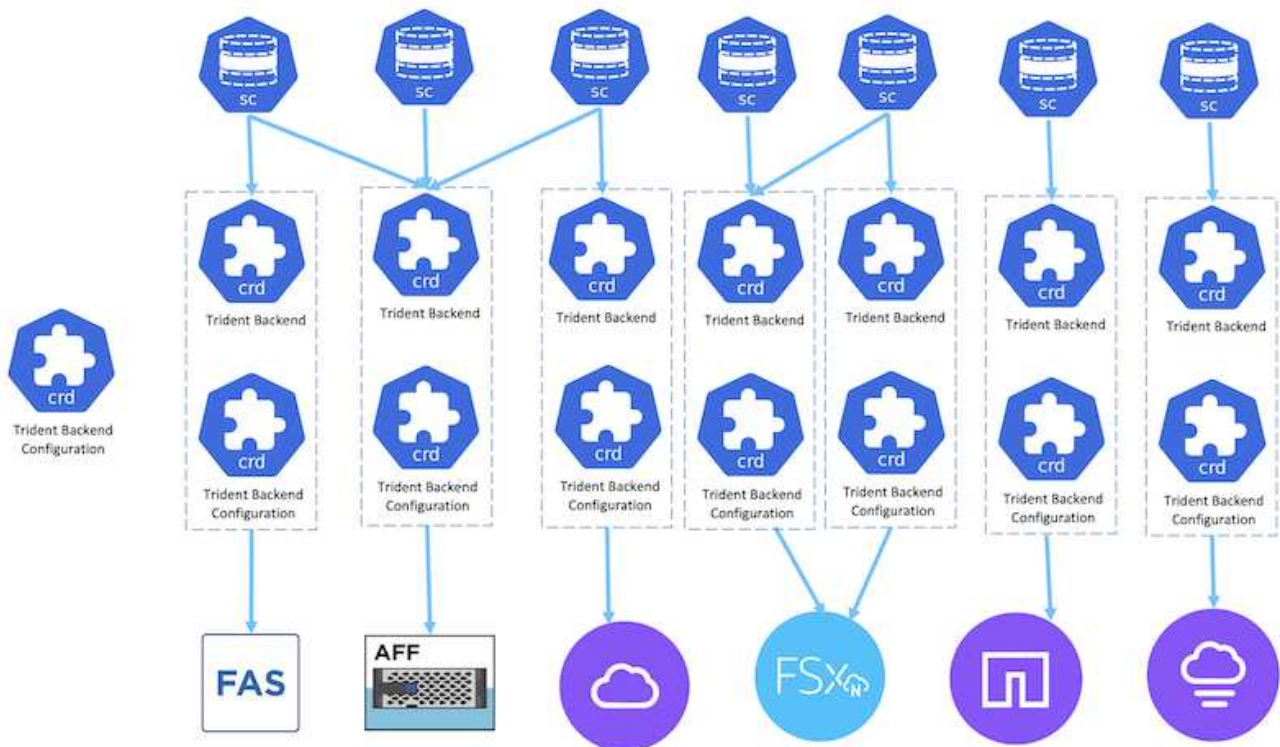 sc
sc
sc
sc
sc
sc
sc
crd
Trident Backend
crd
Trident Backend
crd
Trident Backend
crd
Trident Backend
crd
Trident Backend
crd
Trident Backend
crd
Trident Backend
crd
Trident Backend
Configuration
crd
Trident Backend
Configuration
crd
Trident Backend
Configuration
crd
Trident Backend
Configuration
crd
Trident Backend
Configuration
crd
Trident Backend
Configuration
crd
Trident Backend
Configuration
crd
Trident Backend
Configuration
FAS
AFF
FSx
N